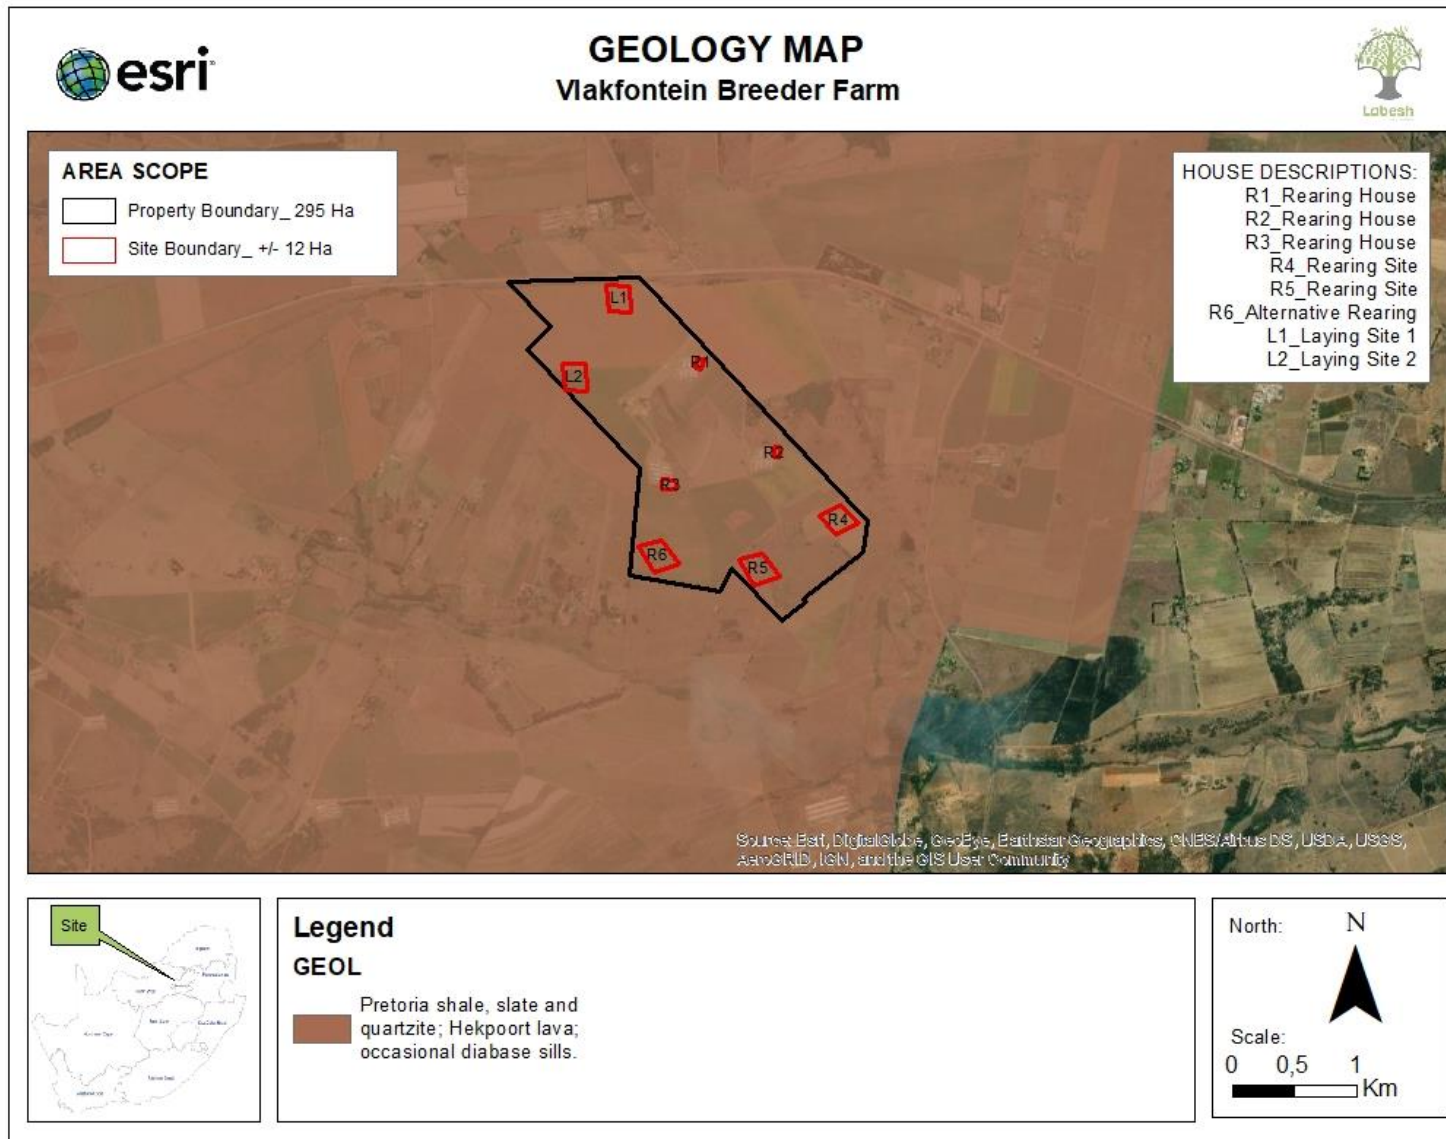 esri
GEOLOGY MAP
Vlakfontein Breeder Farm
Labesh
AREA SCOPE
Property Boundary_ 295 Ha
Site Boundary_ +/- 12 Ha
HOUSE DESCRIPTIONS:
R1_Rearing House
R2_Rearing House
R3_Rearing House
R4_Rearing Site
R5_Rearing Site
R6_Alternative Rearing
L1_Laying Site 1
L2_Laying Site 2
L1
R1
L2
R2
R3
R4
R6
R5
Source: Esri, DigitalGlobe, GeoEye, Earthstar Geographics, CNES/Airbus DS, USDA, USGS,
AeroGRID, IGN, and the GIS User Community
Site
Legend
GEOL
Pretoria shale, slate and
quartzite; Hekpoort lava;
occasional diabase sills.
North:
N
Scale:
0 0,5 1
Km